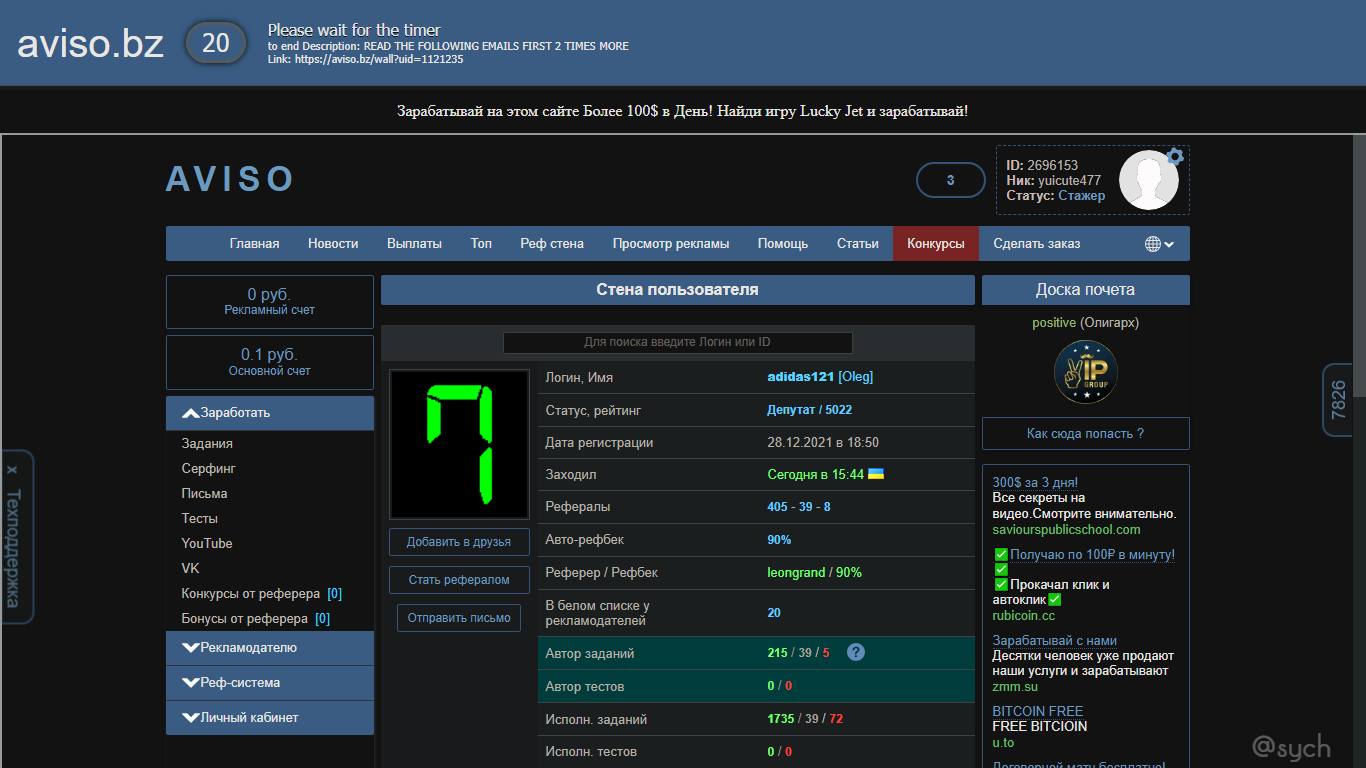 aviso.bz
20
Please wait for the timer
to end Description: READ THE FOLLOWING EMAILS FIRST 2 TIMES MORE
Link: https://aviso.bz/wall?uid=1121235
Зарабатывай на этом сайте Более 100$ в День! Найди игру Lucky Jet и зарабатывай!
AVISO
3
ID: 2696153
Ник: yuicute477
Статус: Стажер
Главная Новости Выплаты Топ Реф стена Просмотр рекламы Помощь Статьи Конкурсы Сделать заказ
0 руб.
Рекламный счет
0.1 руб.
Основной счет
Заработать
Задания
Серфинг
Письма
Тесты
YouTube
VK
Конкурсы от реферера [0]
Бонусы от реферера [0]
Рекламодателю
Реф-система
Личный кабинет
x Техподдержка
Стена пользователя
Для поиска введите Логин или ID
Добавить в друзья
Стать рефералом
Отправить письмо
Логин, Имя adidas121 [Oleg]
Статус, рейтинг Депутат / 5022
Дата регистрации 28.12.2021 в 18:50
Заходил Сегодня в 15:44
Рефералы 405 - 39 - 8
Авто-рефбек 90%
Реферер / Рефбек leongrand / 90%
В белом списке у
рекламодателей 20
Автор заданий 215 / 39 / 5 ?
Автор тестов 0 / 0
Исполн. заданий 1735 / 39 / 72
Исполн. тестов 0 / 0
Доска почета
positive (Олигарх)
VIP
GROUP
Как сюда попасть ?
300$ за 3 дня!
Все секреты на
видео.Смотрите внимательно.
saviourspublicschool.com
✅Получаю по 100₽ в минуту!
✅
✅Прокачал клик и
автоклик✅
rubicoin.cc
Зарабатывай с нами
Десятки человек уже продают
наши услуги и зарабатывают
zmm.su
BITCOIN FREE
FREE BITCIOIN
u.to
Договорной матч бесплатно!
7826
@sych